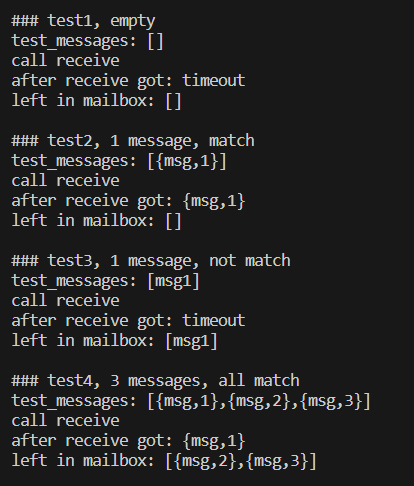 ### test1, empty
test_messages: []
call receive
after receive got: timeout
left in mailbox: []
### test2, 1 message, match
test_messages: [{msg,1}]
call receive
after receive got: {msg,1}
left in mailbox: []
### test3, 1 message, not match
test_messages: [msg1]
call receive
after receive got: timeout
left in mailbox: [msg1]
### test4, 3 messages, all match
test_messages: [{msg,1},{msg,2},{msg,3}]
call receive
after receive got: {msg,1}
left in mailbox: [{msg,2},{msg,3}]